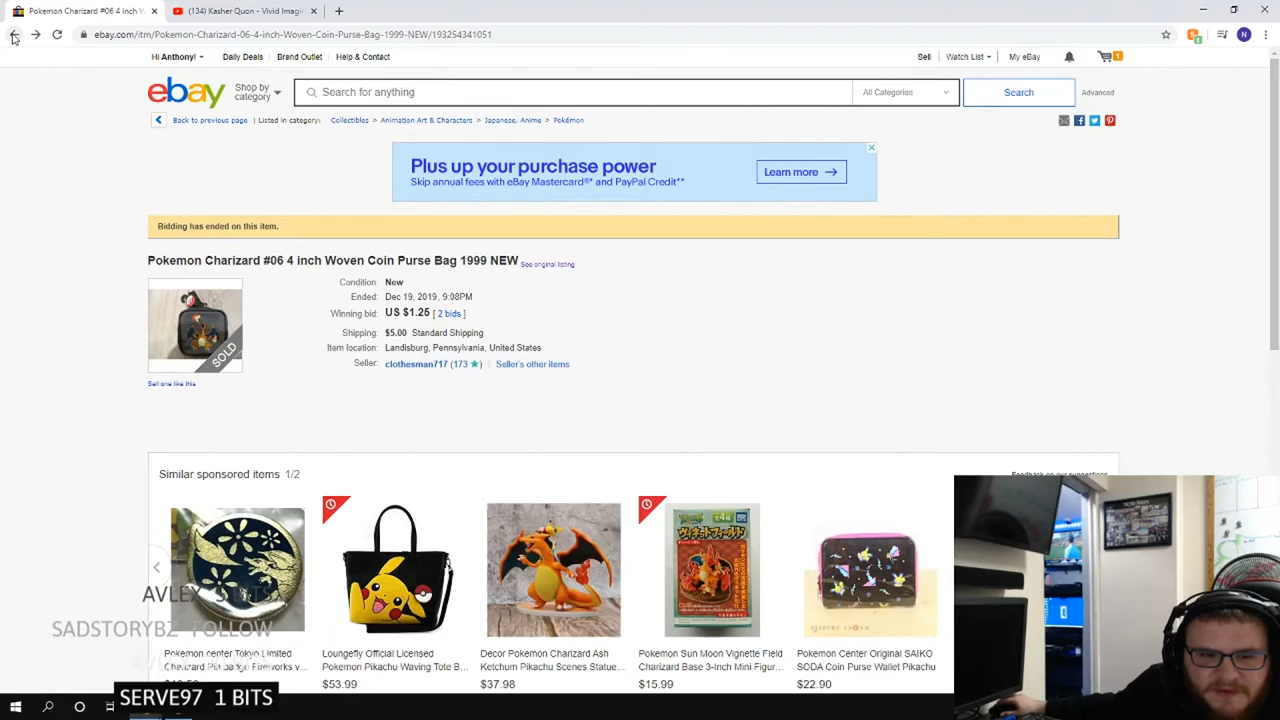 Pokemon Charizard #06 4 inch W
(134) Kasher Quon - Vivid Imagin
ebay.com/itm/Pokemon-Charizard-06-4-inch-Woven-Coin-Purse-Bag-1999-NEW/193254341051
N
Hi Anthony! Daily Deals Brand Outlet Help & Contact Sell Watch List My eBay 1
ebay Shop by category Search for anything All Categories Search Advanced
Back to previous page | Listed in category: Collectibles > Animation Art & Characters > Japanese, Anime > Pokémon
Plus up your purchase power
Skip annual fees with eBay Mastercard®* and PayPal Credit**
Learn more →
Bidding has ended on this item.
Pokemon Charizard #06 4 inch Woven Coin Purse Bag 1999 NEW See original listing
SOLD
Sell one like this
Condition: New
Ended: Dec 19, 2019, 9:08PM
Winning bid: US $1.25 [ 2 bids ]
Shipping: $5.00 Standard Shipping
Item location: Landisburg, Pennsylvania, United States
Seller: clothesman717 (173 ★) | Seller's other items
Similar sponsored items 1/2
Feedback on our suggestions
Pokemon center Tokyo Limited
Charizard Pin badge Fireworks v...
Loungefly Official Licensed
Pokemon Pikachu Waving Tote B...
$53.99
Decor Pokemon Charizard Ash
Ketchum Pikachu Scenes Statue...
$37.98
Pokemon Sun Moon Vignette Field
Charizard Base 3-Inch Mini Figur...
$15.99
Pokemon Center Original SAIKO
SODA Coin Purse Wallet Pikachu
$22.90
SADSTORYBZ FOLLOW
SERVE97 1 BITS